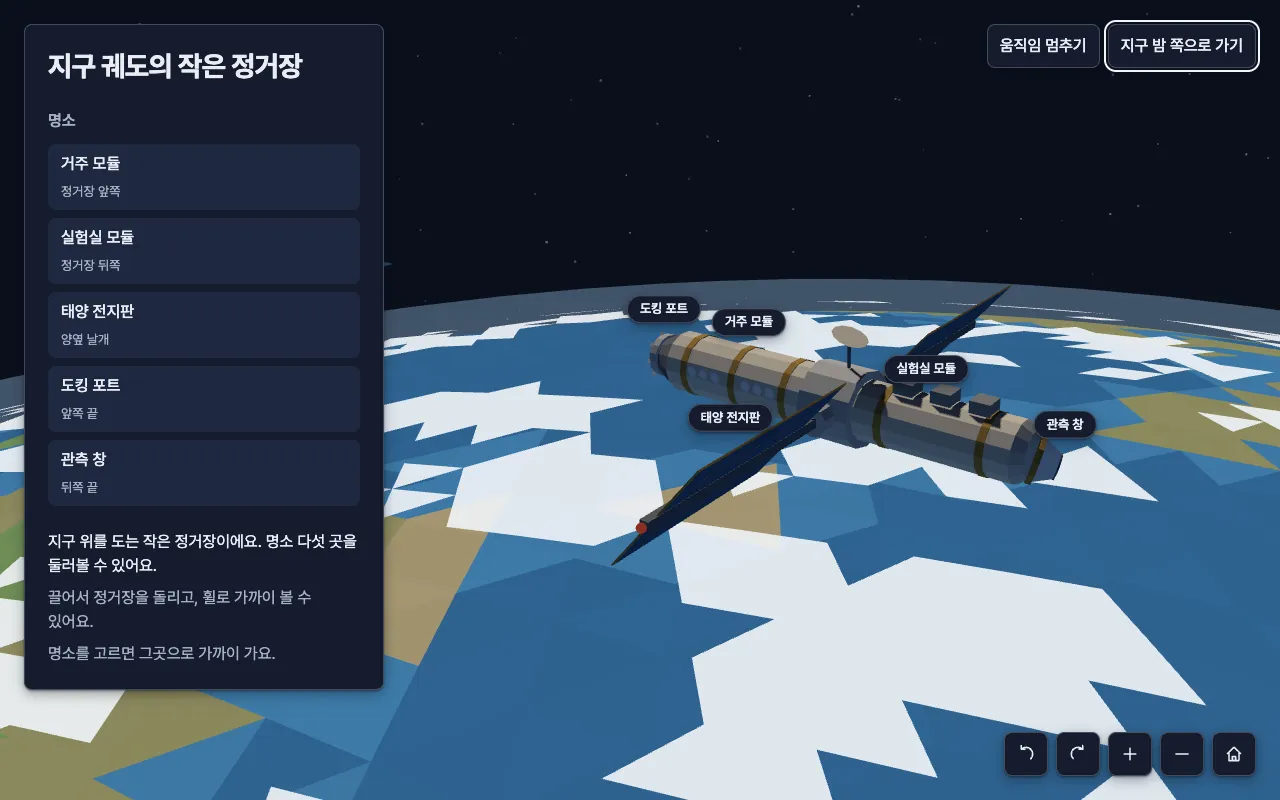 지구 궤도의 작은 정거장
명소
거주 모듈
정거장 앞쪽
실험실 모듈
정거장 뒤쪽
태양 전지판
양옆 날개
도킹 포트
앞쪽 끝
관측 창
뒤쪽 끝
지구 위를 도는 작은 정거장이에요. 명소 다섯 곳을
둘러볼 수 있어요.
끌어서 정거장을 돌리고, 휠로 가까이 볼 수
있어요.
명소를 고르면 그곳으로 가까이 가요.
움직임 멈추기
지구 밤 쪽으로 가기
도킹 포트
거주 모듈
실험실 모듈
태양 전지판
관측 창